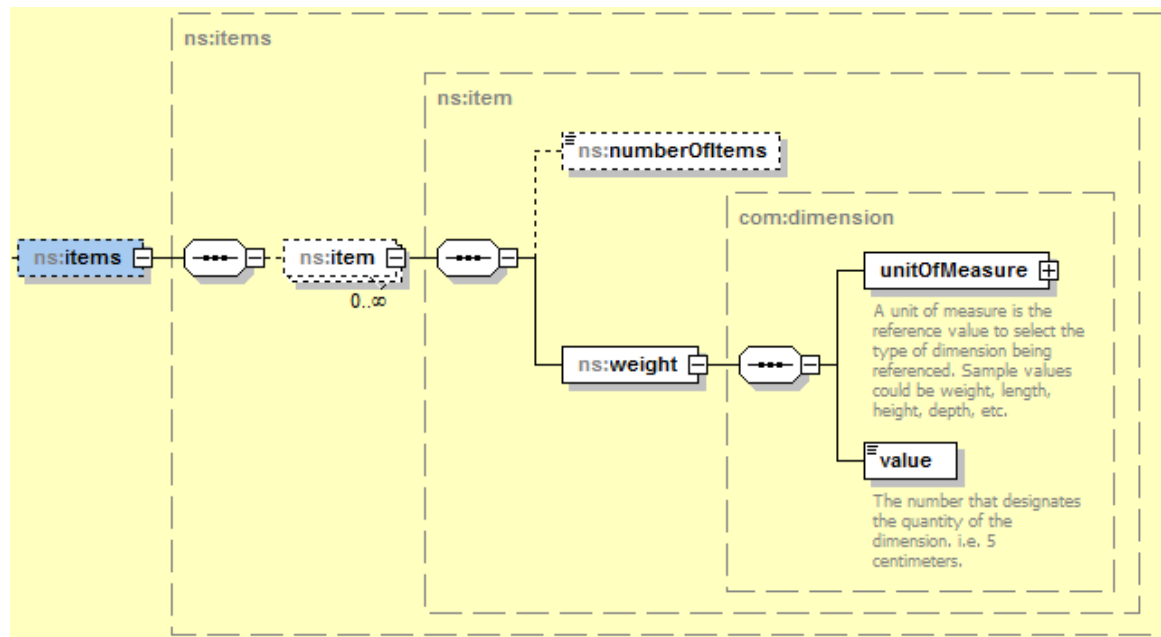 ns:items
ns:item
ns:numberOfItems
com:dimension
ns:items
ns:item
0..∞
unitOfMeasure
A unit of measure is the
reference value to select the
type of dimension being
referenced. Sample values
could be weight, length,
height, depth, etc.
ns:weight
value
The number that designates
the quantity of the
dimension. i.e. 5
centimeters.